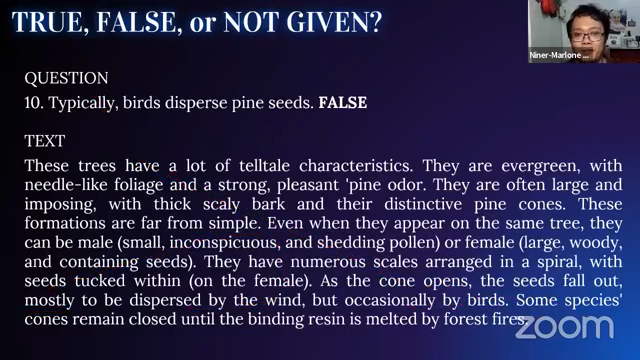 TRUE, FALSE, or NOT GIVEN?
Niner-Marlone ...
QUESTION
10. Typically, birds disperse pine seeds. FALSE
TEXT
These trees have a lot of telltale characteristics. They are evergreen, with
needle-like foliage and a strong, pleasant 'pine odor. They are often large and
imposing, with thick scaly bark and their distinctive pine cones. These
formations are far from simple. Even when they appear on the same tree, they
can be male (small, inconspicuous, and shedding pollen) or female (large, woody,
and containing seeds). They have numerous scales arranged in a spiral, with
seeds tucked within (on the female). As the cone opens, the seeds fall out,
mostly to be dispersed by the wind, but occasionally by birds. Some species'
cones remain closed until the binding resin is melted by forest fires.
zoom